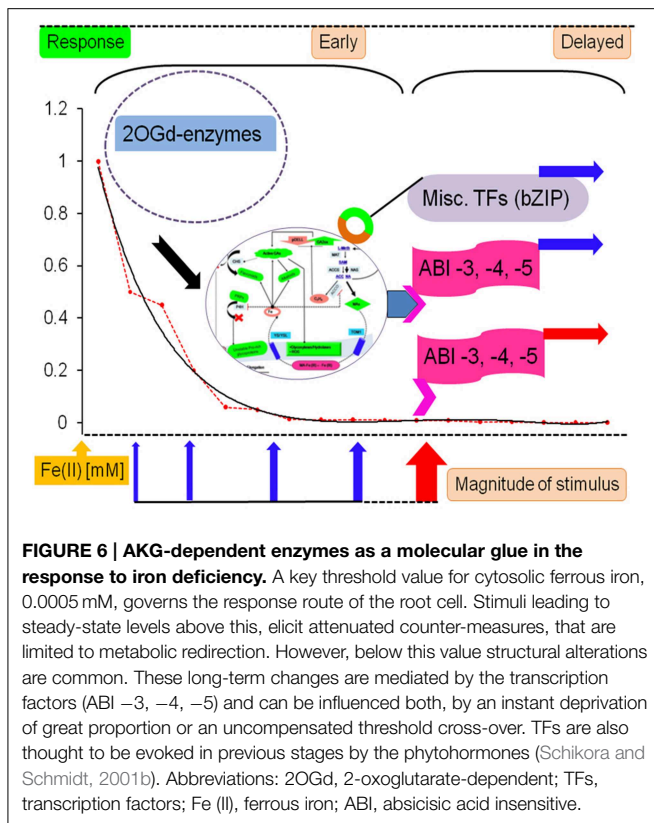 Response
Early
Delayed
1.2
1
0.8
0.6
0.4
0.2
0
2OGd-enzymes
Misc. TFs (bZIP)
ABI -3, -4, -5
ABI -3, -4, -5
Fe(II) [mM]
Magnitude of stimulus
FIGURE 6 | AKG-dependent enzymes as a molecular glue in the
response to iron deficiency. A key threshold value for cytosolic ferrous iron,
0.0005 mM, governs the response route of the root cell. Stimuli leading to
steady-state levels above this, elicit attenuated counter-measures, that are
limited to metabolic redirection. However, below this value structural alterations
are common. These long-term changes are mediated by the transcription
factors (ABI −3, −4, −5) and can be influenced both, by an instant deprivation
of great proportion or an uncompensated threshold cross-over. TFs are also
thought to be evoked in previous stages by the phytohormones (Schikora and
Schmidt, 2001b). Abbreviations: 2OGd, 2-oxoglutarate-dependent; TFs,
transcription factors; Fe (II), ferrous iron; ABI, absicisic acid insensitive.